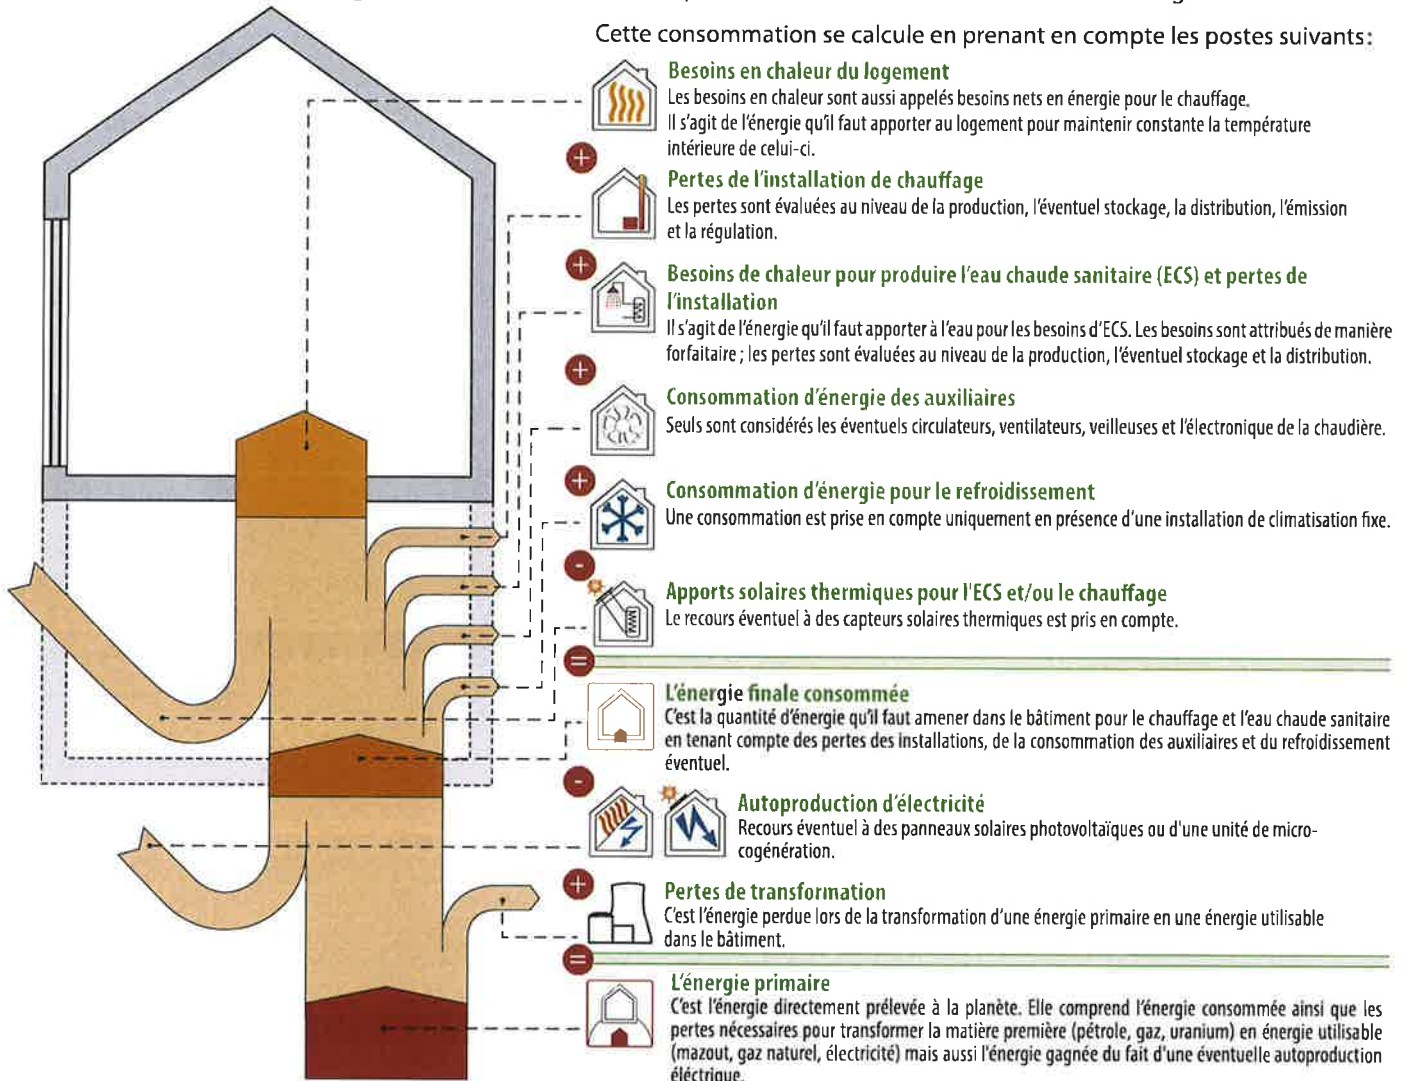 Cette consommation se calcule en prenant en compte les postes suivants:
Besoins en chaleur du logement
Les besoins en chaleur sont aussi appelés besoins nets en énergie pour le chauffage.
Il s'agit de l'énergie qu'il faut apporter au logement pour maintenir constante la température
intérieure de celui-ci.
+
Pertes de l'installation de chauffage
Les pertes sont évaluées au niveau de la production, l'éventuel stockage, la distribution, l'émission
et la régulation.
+
Besoins de chaleur pour produire l'eau chaude sanitaire (ECS) et pertes de
l'installation
Il s'agit de l'énergie qu'il faut apporter à l'eau pour les besoins d'ECS. Les besoins sont attribués de manière
forfaitaire ; les pertes sont évaluées au niveau de la production, l'éventuel stockage et la distribution.
+
Consommation d'énergie des auxiliaires
Seuls sont considérés les éventuels circulateurs, ventilateurs, veilleuses et l'électronique de la chaudière.
+
Consommation d'énergie pour le refroidissement
Une consommation est prise en compte uniquement en présence d'une installation de climatisation fixe.
-
Apports solaires thermiques pour l'ECS et/ou le chauffage
Le recours éventuel à des capteurs solaires thermiques est pris en compte.
=
L'énergie finale consommée
C'est la quantité d'énergie qu'il faut amener dans le bâtiment pour le chauffage et l'eau chaude sanitaire
en tenant compte des pertes des installations, de la consommation des auxiliaires et du refroidissement
éventuel.
-
Autoproduction d'électricité
Recours éventuel à des panneaux solaires photovoltaïques ou d'une unité de micro-
cogénération.
+
Pertes de transformation
C'est l'énergie perdue lors de la transformation d'une énergie primaire en une énergie utilisable
dans le bâtiment.
=
L'énergie primaire
C'est l'énergie directement prélevée à la planète. Elle comprend l'énergie consommée ainsi que les
pertes nécessaires pour transformer la matière première (pétrole, gaz, uranium) en énergie utilisable
(mazout, gaz naturel, électricité) mais aussi l'énergie gagnée du fait d'une éventuelle autoproduction
éléctrique.